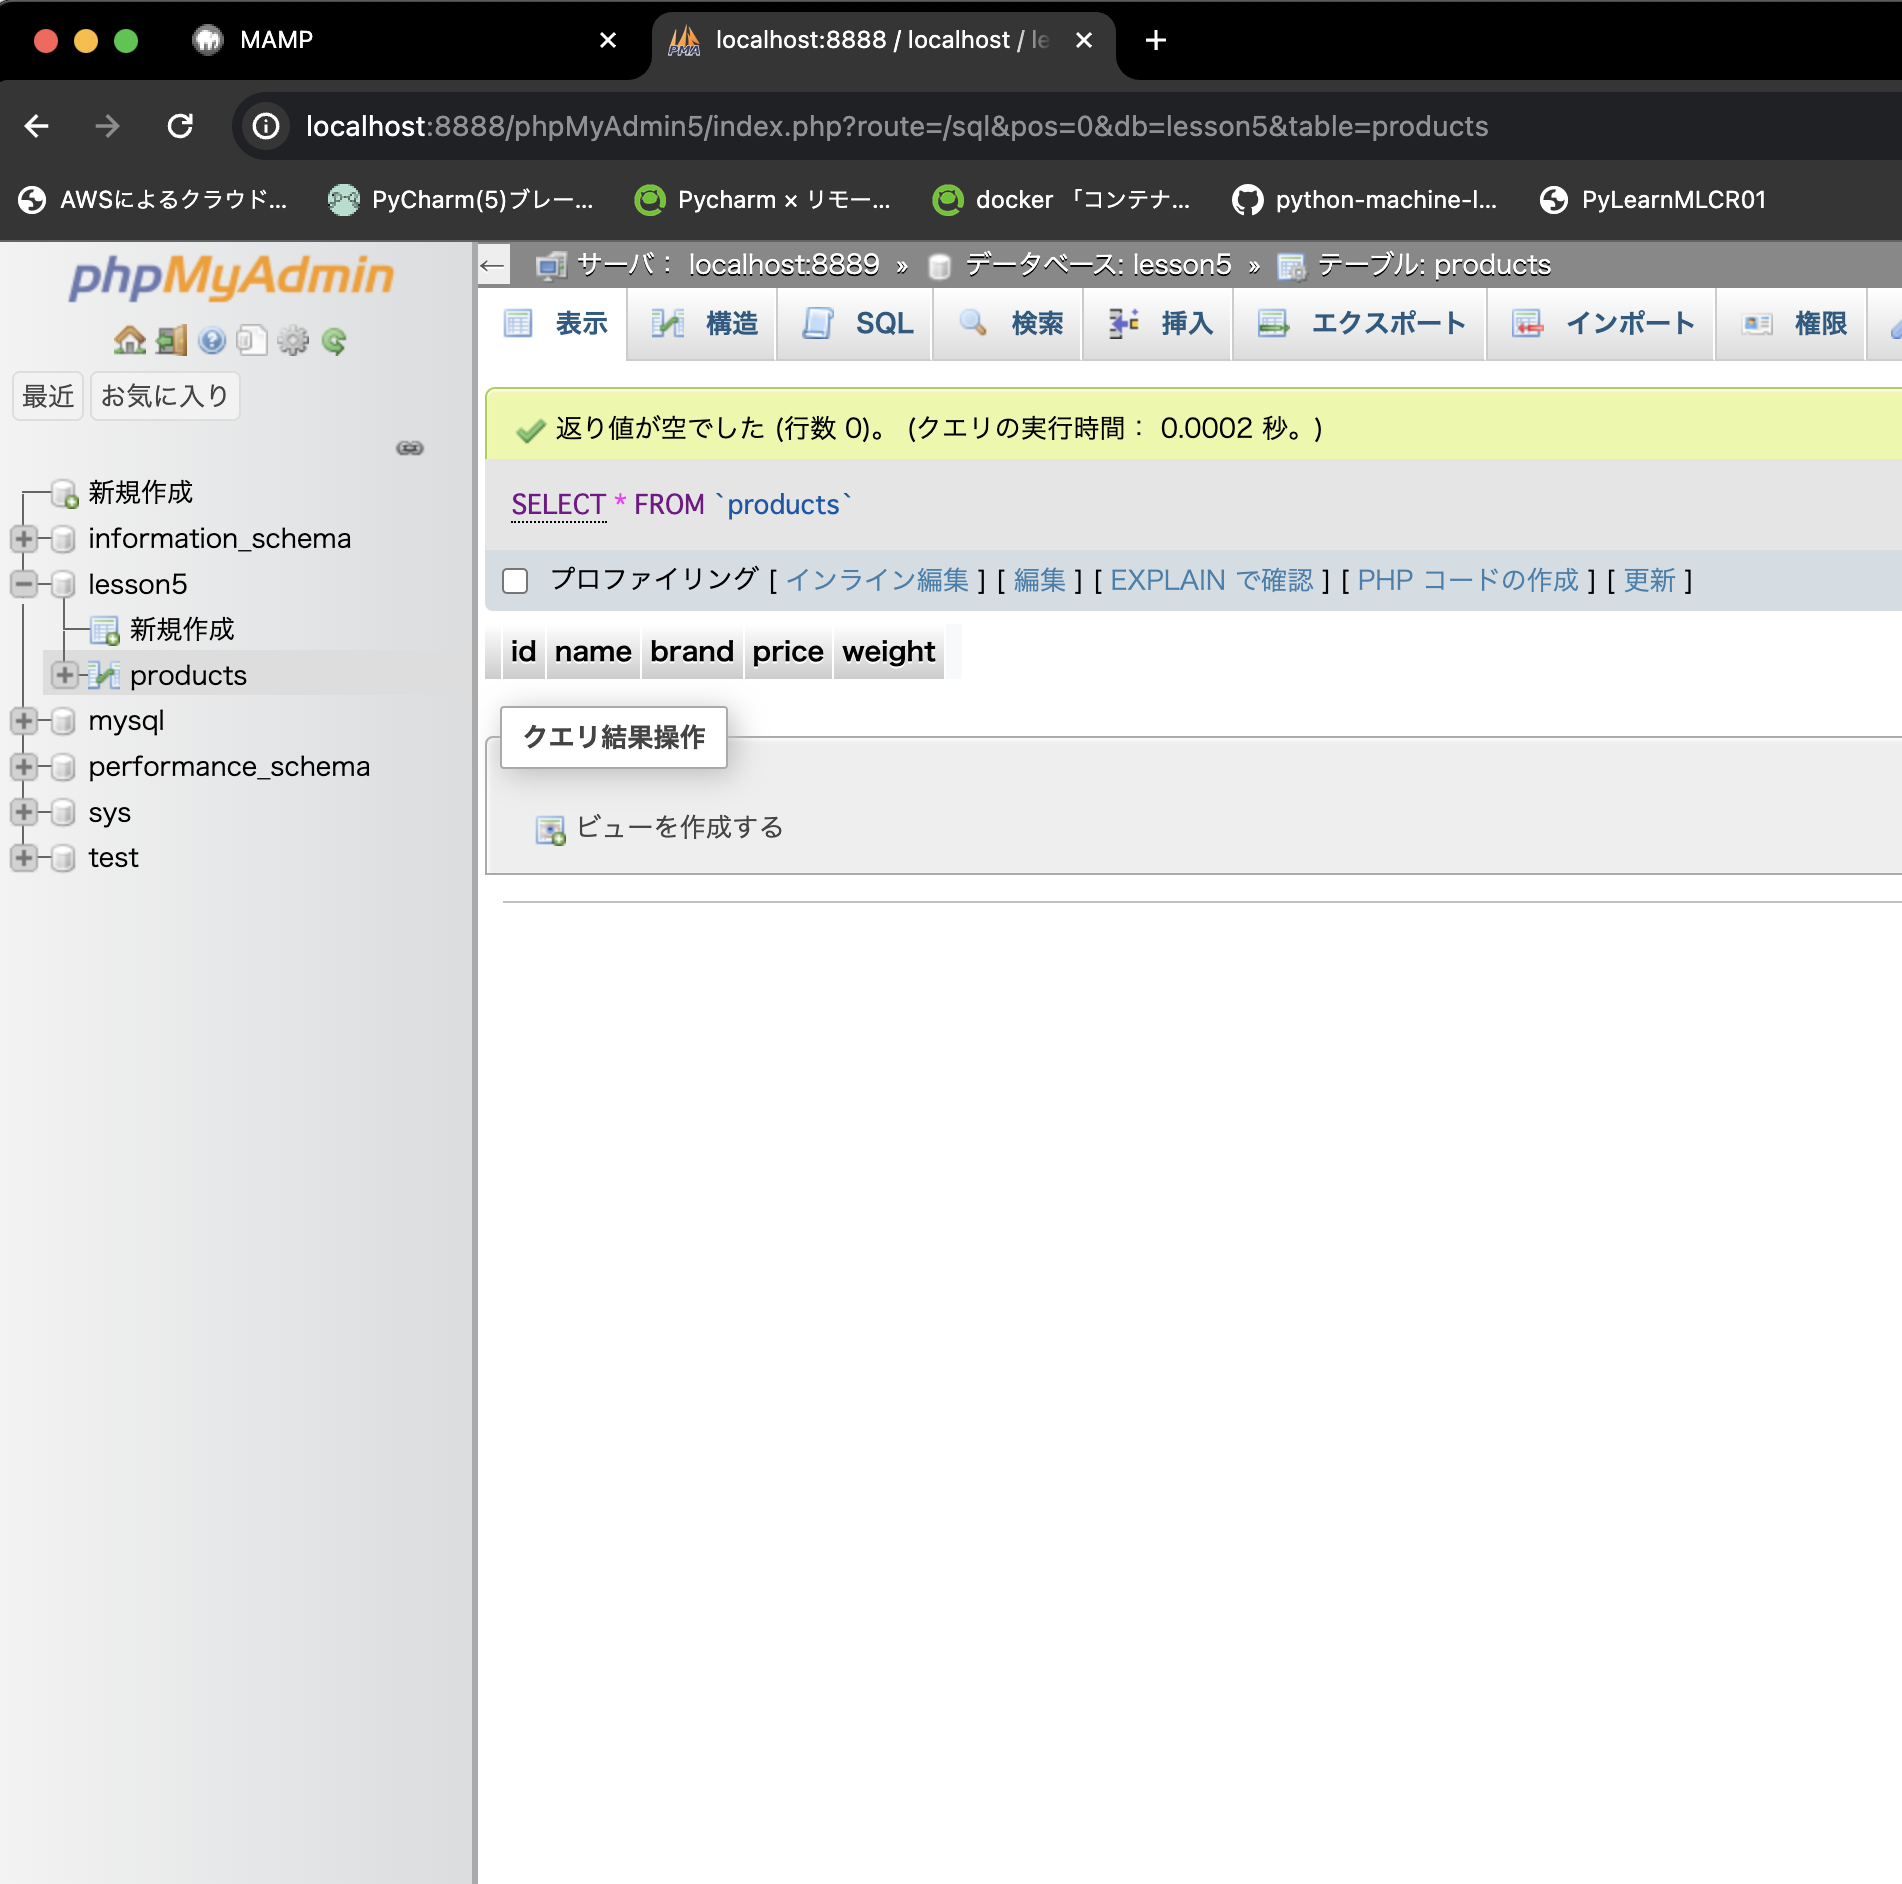 MAMP
localhost:8888 / localhost / le
localhost:8888/phpMyAdmin5/index.php?route=/sql&pos=0&db=lesson5&table=products
AWSによるクラウド...
PyCharm(5)ブレー...
Pycharm × リモー...
docker 「コンテナ...
python-machine-l...
PyLearnMLCR01
phpMyAdmin
最近
お気に入り
新規作成
information_schema
lesson5
新規作成
products
mysql
performance_schema
sys
test
サーバ: localhost:8889 » データベース: lesson5 » テーブル: products
表示 構造 SQL 検索 挿入 エクスポート インポート 権限
返り値が空でした (行数 0)。 (クエリの実行時間: 0.0002 秒。)
SELECT * FROM `products`
プロファイリング [ インライン編集 ] [ 編集 ] [ EXPLAIN で確認 ] [ PHP コードの作成 ] [ 更新 ]
id name brand price weight
クエリ結果操作
ビューを作成する